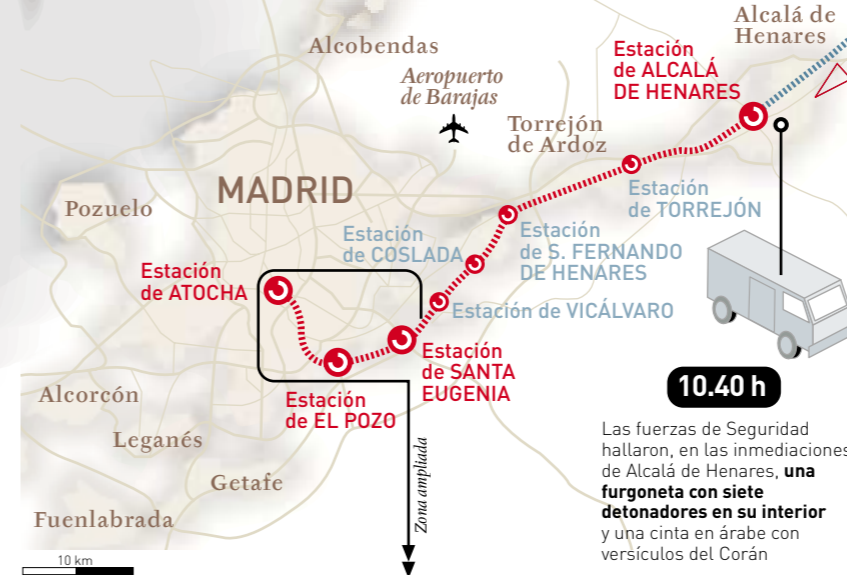 Alcalá de
Henares
Alcobendas
Estación
de ALCALÁ
DE HENARES
Aeropuerto
de Barajas
Torrejón
de Ardoz
MADRID
Pozuelo
Estación
de TORREJÓN
Estación
de COSLADA
Estación
de S. FERNANDO
DE HENARES
Estación
de ATOCHA
Estación de VICÁLVARO
Estación
de SANTA
EUGENIA
Estación
de EL POZO
Alcorcón
Leganés
Getafe
Fuenlabrada
Zona ampliada
10 km
10.40 h
Las fuerzas de Seguridad
hallaron, en las inmediaciones
de Alcalá de Henares, una
furgoneta con siete
detonadores en su interior
y una cinta en árabe con
versículos del Corán